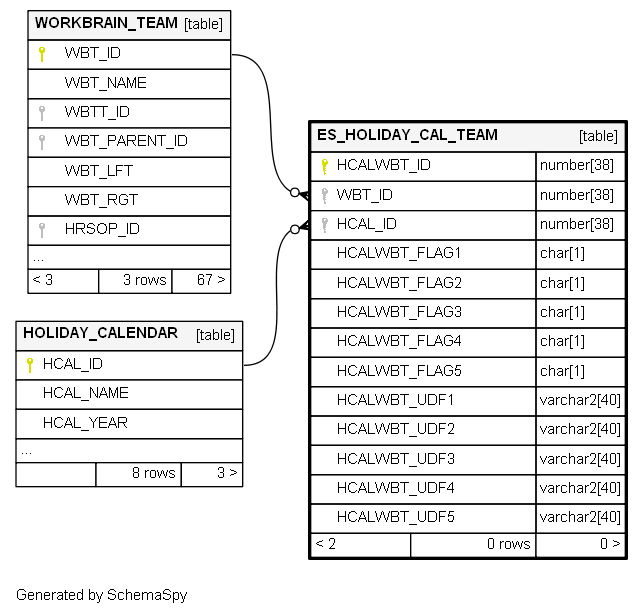 WORKBRAIN_TEAM [table]
WBT_ID
WBT_NAME
WBTT_ID
WBT_PARENT_ID
WBT_LFT
WBT_RGT
HRSOP_ID
...
< 3 3 rows 67 >
HOLIDAY_CALENDAR [table]
HCAL_ID
HCAL_NAME
HCAL_YEAR
...
8 rows 3 >
ES_HOLIDAY_CAL_TEAM [table]
HCALWBT_ID number[38]
WBT_ID number[38]
HCAL_ID number[38]
HCALWBT_FLAG1 char[1]
HCALWBT_FLAG2 char[1]
HCALWBT_FLAG3 char[1]
HCALWBT_FLAG4 char[1]
HCALWBT_FLAG5 char[1]
HCALWBT_UDF1 varchar2[40]
HCALWBT_UDF2 varchar2[40]
HCALWBT_UDF3 varchar2[40]
HCALWBT_UDF4 varchar2[40]
HCALWBT_UDF5 varchar2[40]
< 2 0 rows 0 >
Generated by SchemaSpy